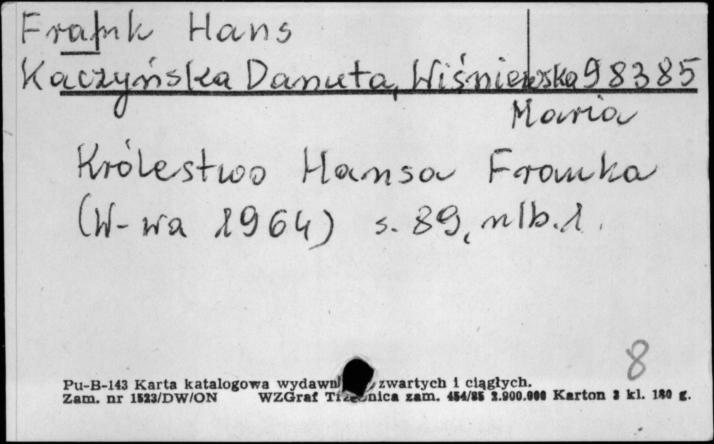 Frank Hans
Kaczyńska Danuta, Wiśniewska 98385
Maria
Królestwo Hansa Franka
(W-wa 1964) s. 89, nlb. 1.
8
Pu-B-143 Karta katalogowa wydawn zwartych i ciągłych.
Zam. nr 1523/DW/ON WZGraf zam. 454/85 2.900.000 Karton 3 kl. 180 g.